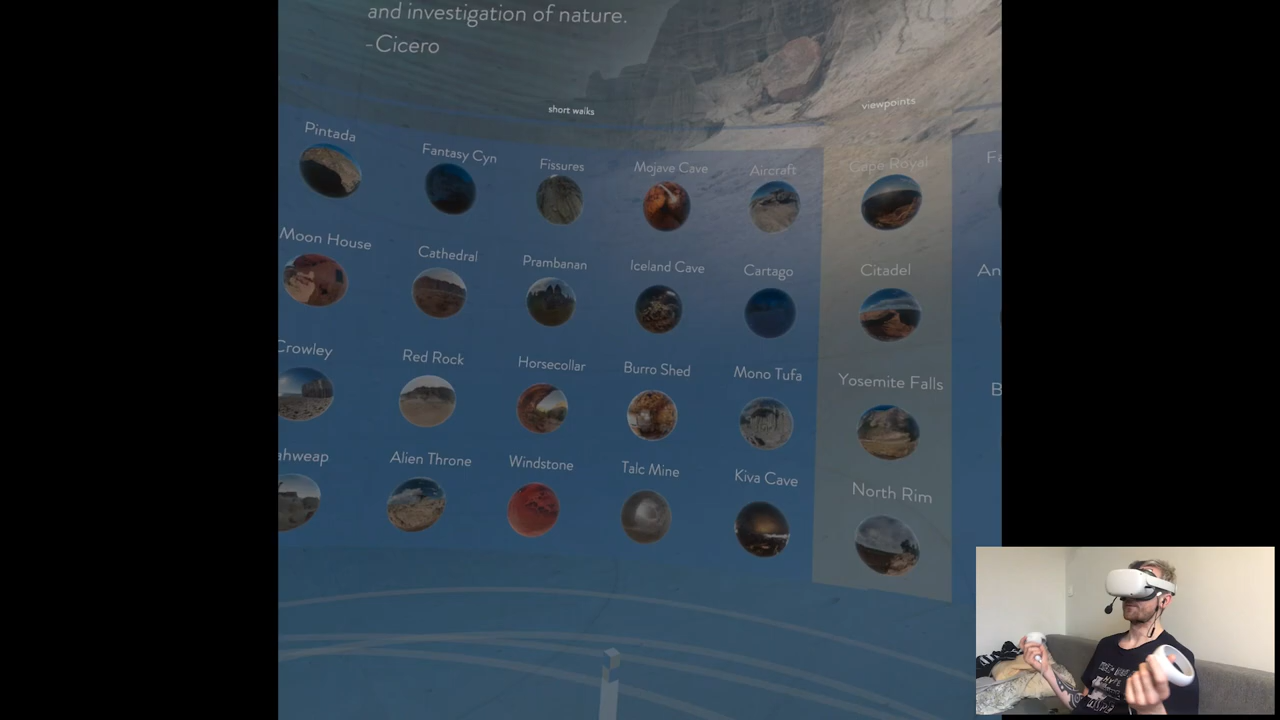 and investigation of nature.
-Cicero
short walks
viewpoints
Pintada
Fantasy Cyn
Fissures
Mojave Cave
Aircraft
Cape Royal
Fa
Moon House
Cathedral
Prambanan
Iceland Cave
Cartago
Citadel
An
Crowley
Red Rock
Horsecollar
Burro Shed
Mono Tufa
Yosemite Falls
B
ahweap
Alien Throne
Windstone
Talc Mine
Kiva Cave
North Rim